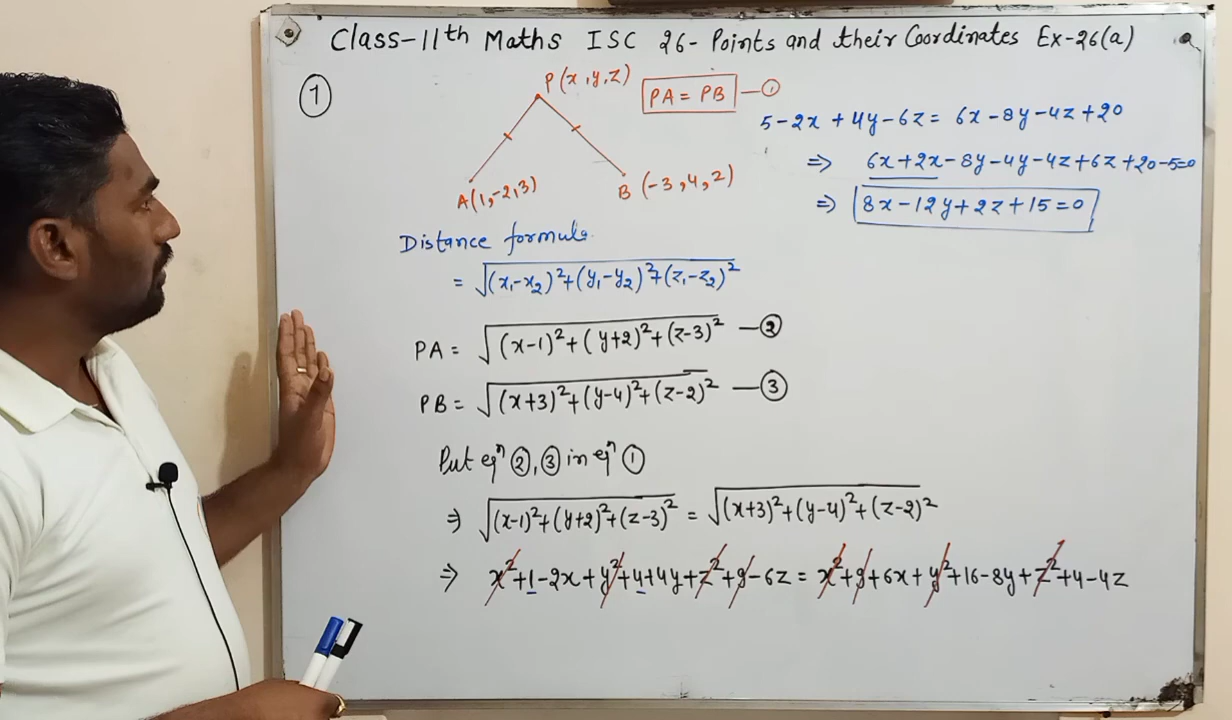 Class-11th Maths ISC 26- Points and their Coordinates Ex-26(a)
①
P(x,y,z)
PA = PB —①
A(1,-2,3)
B (-3,4,2)
5-2x+4y-6z = 6x-8y-4z+20
⇒ 6x+2x-8y-4y-4z+6z+20-5=0
⇒ 8x-12y+2z+15=0
Distance formula
= √(x₁-x₂)²+(y₁-y₂)²+(z₁-z₂)²
PA = √(x-1)²+(y+2)²+(z-3)² —②
PB = √(x+3)²+(y-4)²+(z-2)² —③
Put eqⁿ ②,③ in eqⁿ ①
⇒ √(x-1)²+(y+2)²+(z-3)² = √(x+3)²+(y-4)²+(z-2)²
⇒ x²+1-2x+y²+4+4y+z²+9-6z = x²+9+6x+y²+16-8y+z²+4-4z